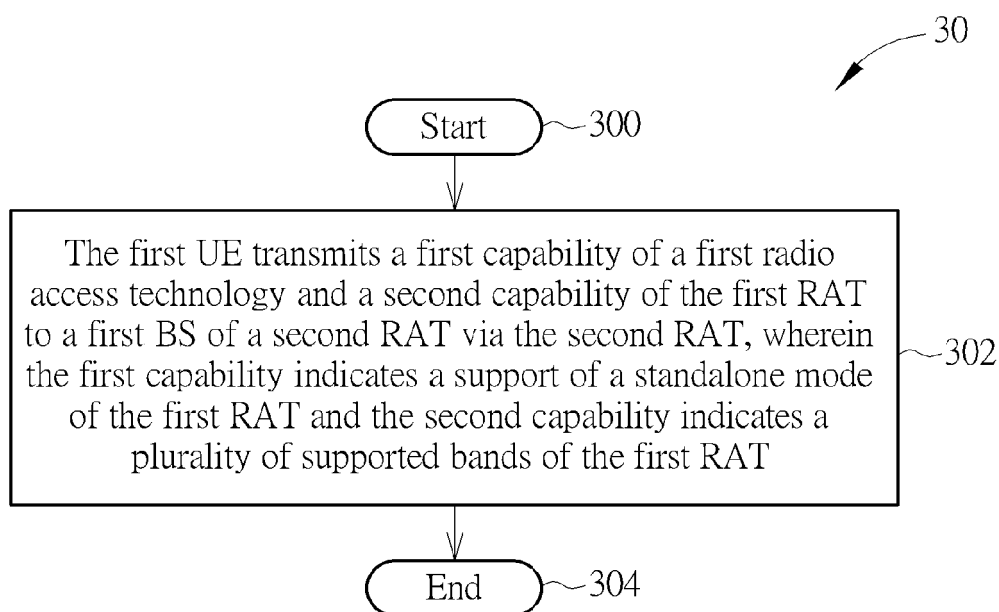 30
Start 300
The first UE transmits a first capability of a first radio
access technology and a second capability of the first RAT
to a first BS of a second RAT via the second RAT, wherein
the first capability indicates a support of a standalone mode
of the first RAT and the second capability indicates a
plurality of supported bands of the first RAT
302
End 304